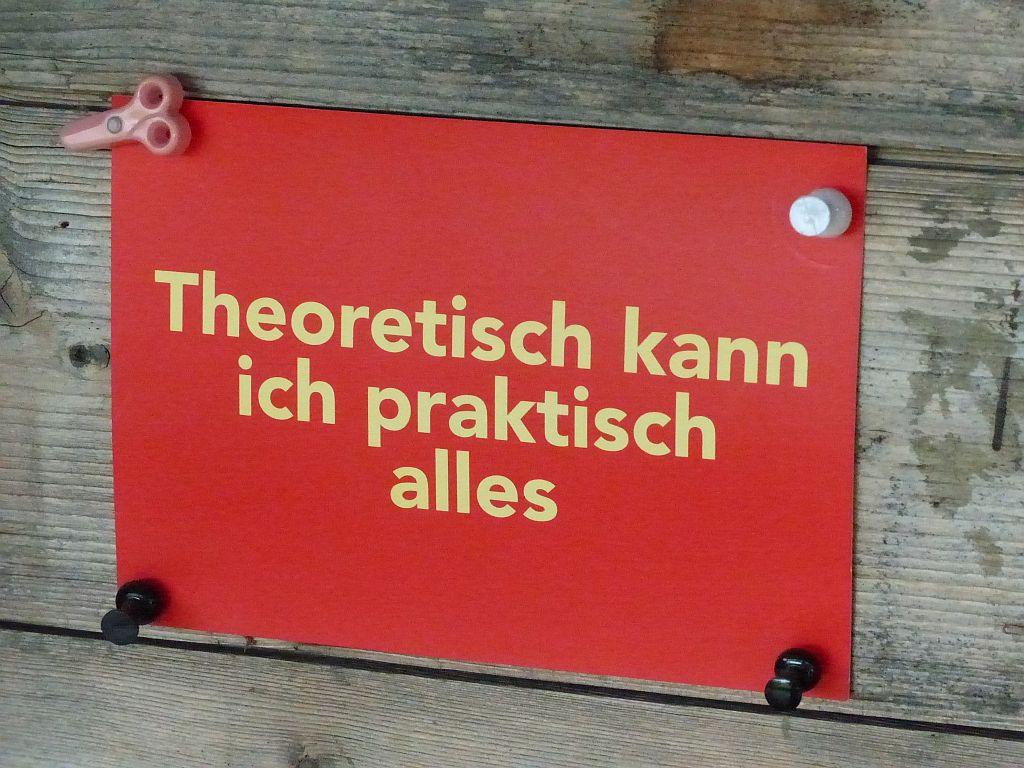 Theoretisch kann
ich praktisch
alles